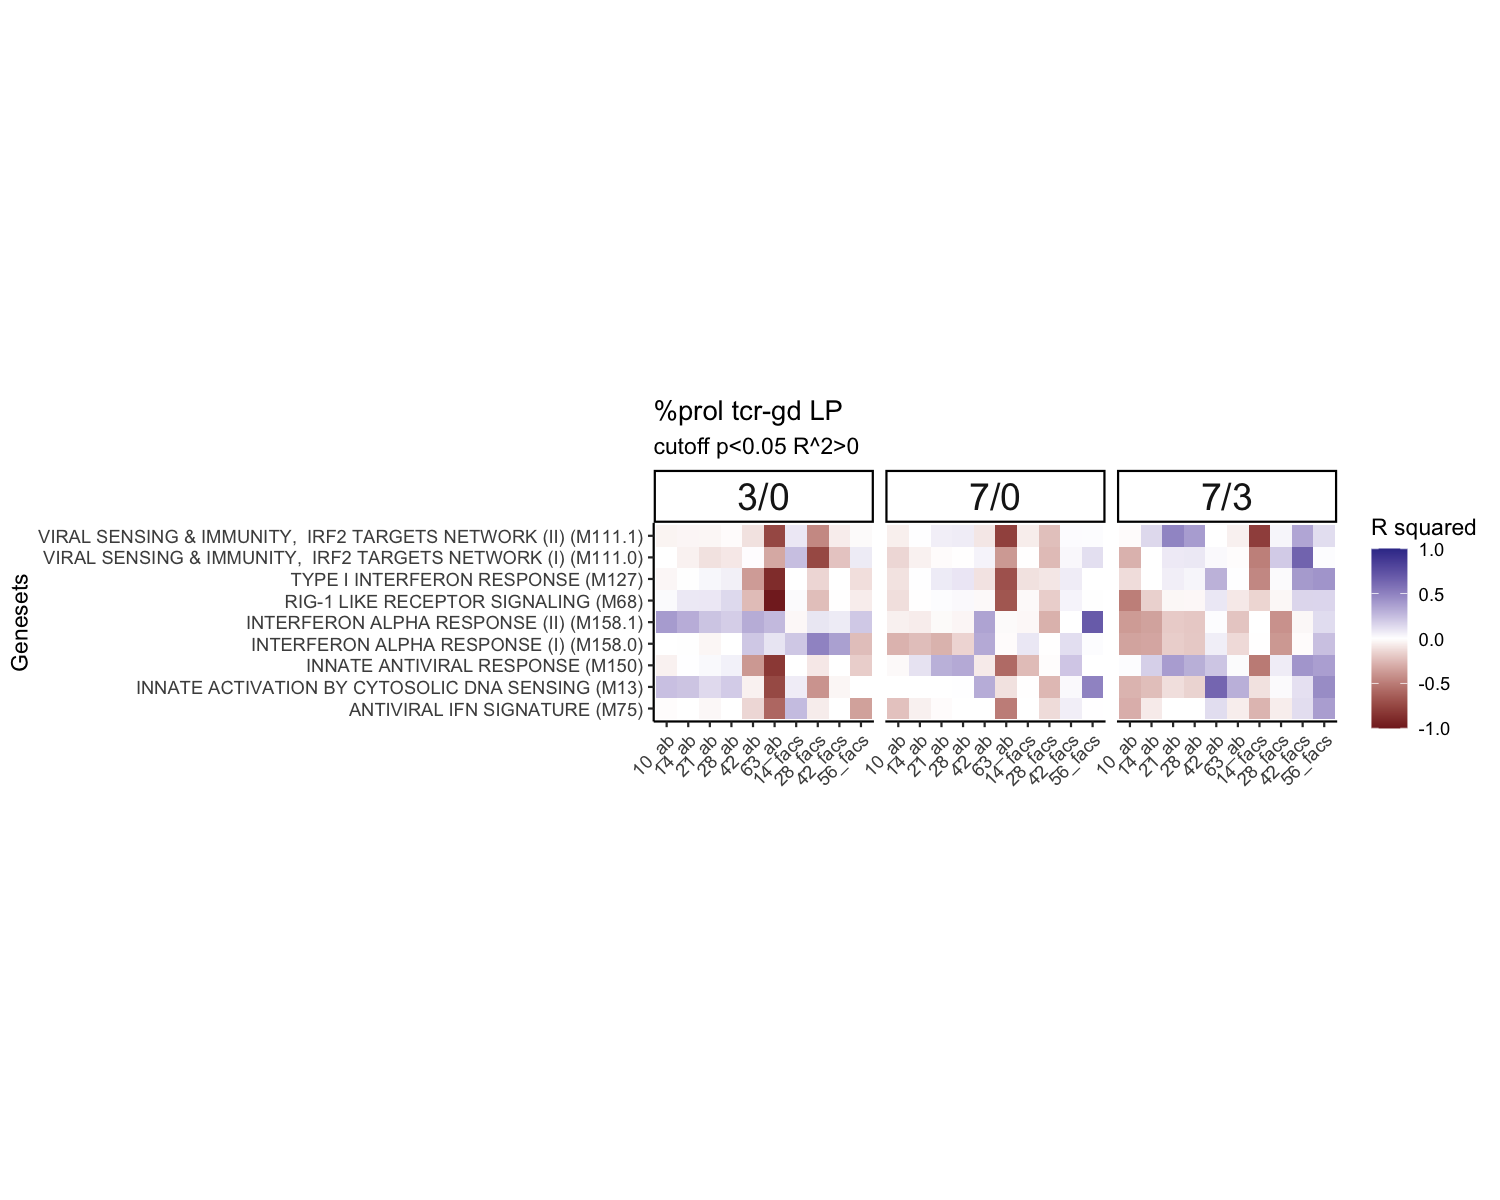 %prol tcr-gd LP
cutoff p<0.05 R^2>0
3/0
7/0
7/3
Genesets
VIRAL SENSING & IMMUNITY,  IRF2 TARGETS NETWORK (II) (M111.1)
VIRAL SENSING & IMMUNITY,  IRF2 TARGETS NETWORK (I) (M111.0)
TYPE I INTERFERON RESPONSE (M127)
RIG-1 LIKE RECEPTOR SIGNALING (M68)
INTERFERON ALPHA RESPONSE (II) (M158.1)
INTERFERON ALPHA RESPONSE (I) (M158.0)
INNATE ANTIVIRAL RESPONSE (M150)
INNATE ACTIVATION BY CYTOSOLIC DNA SENSING (M13)
ANTIVIRAL IFN SIGNATURE (M75)
10_ab
14_ab
21_ab
28_ab
42_ab
63_ab
14_facs
28_facs
42_facs
56_facs
10_ab
14_ab
21_ab
28_ab
42_ab
63_ab
14_facs
28_facs
42_facs
56_facs
10_ab
14_ab
21_ab
28_ab
42_ab
63_ab
14_facs
28_facs
42_facs
56_facs
R squared
1.0
0.5
0.0
-0.5
-1.0